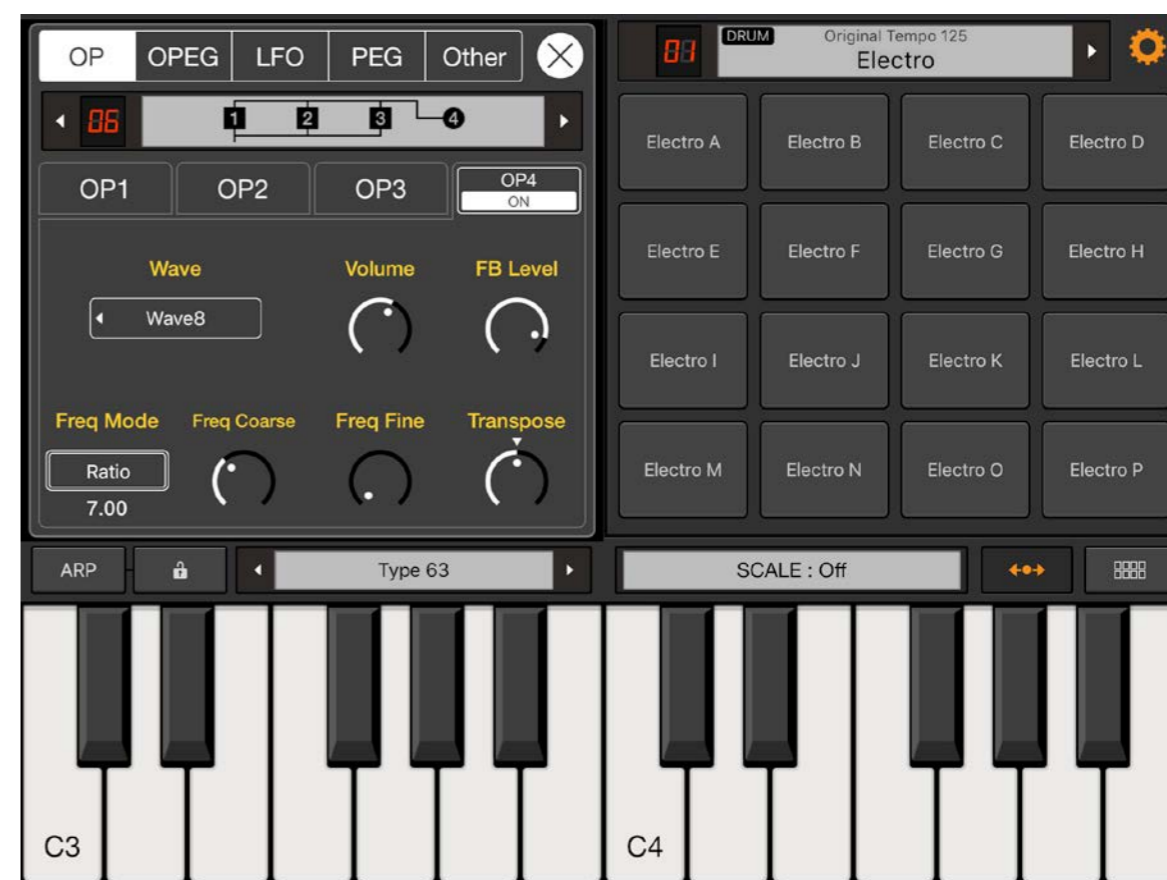 OP OPEG LFO PEG Other
06 1 2 3 4
OP1 OP2 OP3 OP4
ON
Wave Volume FB Level
Wave8
Freq Mode Freq Coarse Freq Fine Transpose
Ratio
7.00
01 DRUM Original Tempo 125
Electro
Electro A Electro B Electro C Electro D
Electro E Electro F Electro G Electro H
Electro I Electro J Electro K Electro L
Electro M Electro N Electro O Electro P
ARP Type 63 SCALE : Off
C3 C4